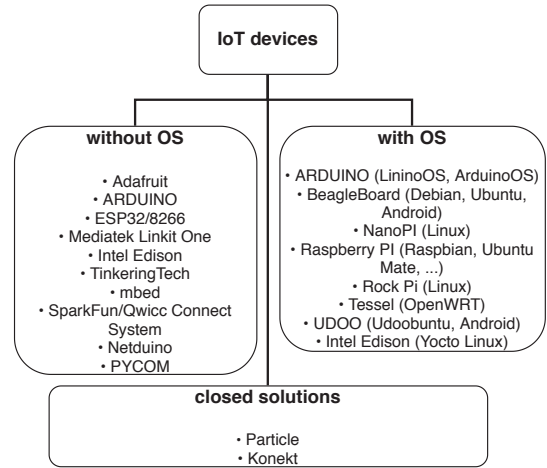 IoT devices
without OS
• Adafruit
• ARDUINO
• ESP32/8266
• Mediatek Linkit One
• Intel Edison
• TinkeringTech
• mbed
• SparkFun/Qwicc Connect
System
• Netduino
• PYCOM
with OS
• ARDUINO (LininoOS, ArduinoOS)
• BeagleBoard (Debian, Ubuntu,
Android)
• NanoPI (Linux)
• Raspberry PI (Raspbian, Ubuntu
Mate, ...)
• Rock Pi (Linux)
• Tessel (OpenWRT)
• UDOO (Udoobuntu, Android)
• Intel Edison (Yocto Linux)
closed solutions
• Particle
• Konekt